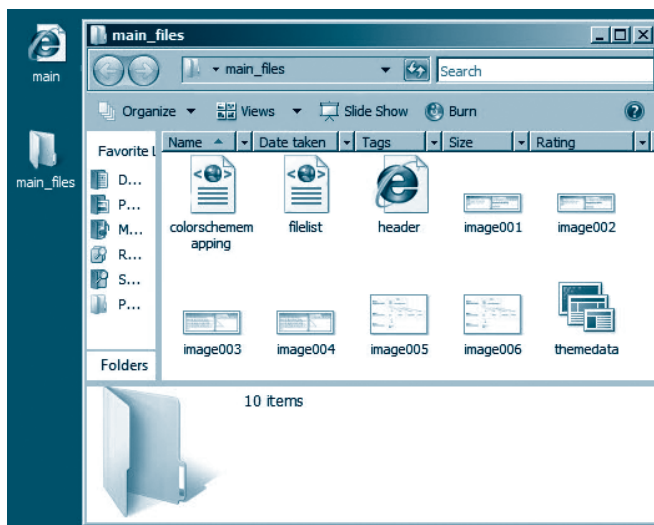 main
main_files
main_files
main_files
Search
Organize Views Slide Show Burn
Name Date taken Tags Size Rating
Favorite L
D...
P...
M...
R...
S...
P...
Folders
colorschemem
apping
filelist
header
image001
image002
image003
image004
image005
image006
themedata
10 items